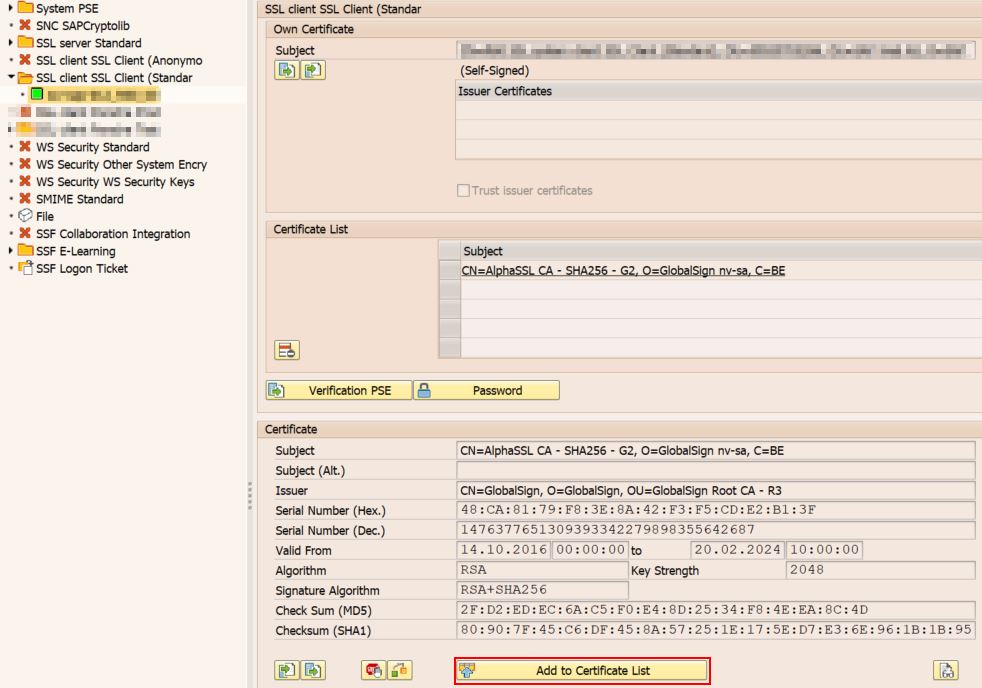 System PSE
SNC SAPCryptolib
SSL server Standard
SSL client SSL Client (Anonymo
SSL client SSL Client (Standar
WS Security Standard
WS Security Other System Encry
WS Security WS Security Keys
SMIME Standard
File
SSF Collaboration Integration
SSF E-Learning
SSF Logon Ticket
SSL client SSL Client (Standar
Own Certificate
Subject
(Self-Signed)
Issuer Certificates
Trust issuer certificates
Certificate List
Subject
CN=AlphaSSL CA - SHA256 - G2, O=GlobalSign nv-sa, C=BE
Verification PSE Password
Certificate
Subject CN=AlphaSSL CA - SHA256 - G2, O=GlobalSign nv-sa, C=BE
Subject (Alt.)
Issuer CN=GlobalSign, O=GlobalSign, OU=GlobalSign Root CA - R3
Serial Number (Hex.) 48:CA:81:79:F8:3E:8A:42:F3:F5:CD:E2:B1:3F
Serial Number (Dec.) 1476377651309393342279898355642687
Valid From 14.10.2016 00:00:00 to 20.02.2024 10:00:00
Algorithm RSA Key Strength 2048
Signature Algorithm RSA+SHA256
Check Sum (MD5) 2F:D2:ED:EC:6A:C5:F0:E4:8D:25:34:F8:4E:EA:8C:4D
Checksum (SHA1) 80:90:7F:45:C6:DF:45:8A:57:25:1E:17:5E:D7:E3:6E:96:1B:1B:95
Add to Certificate List